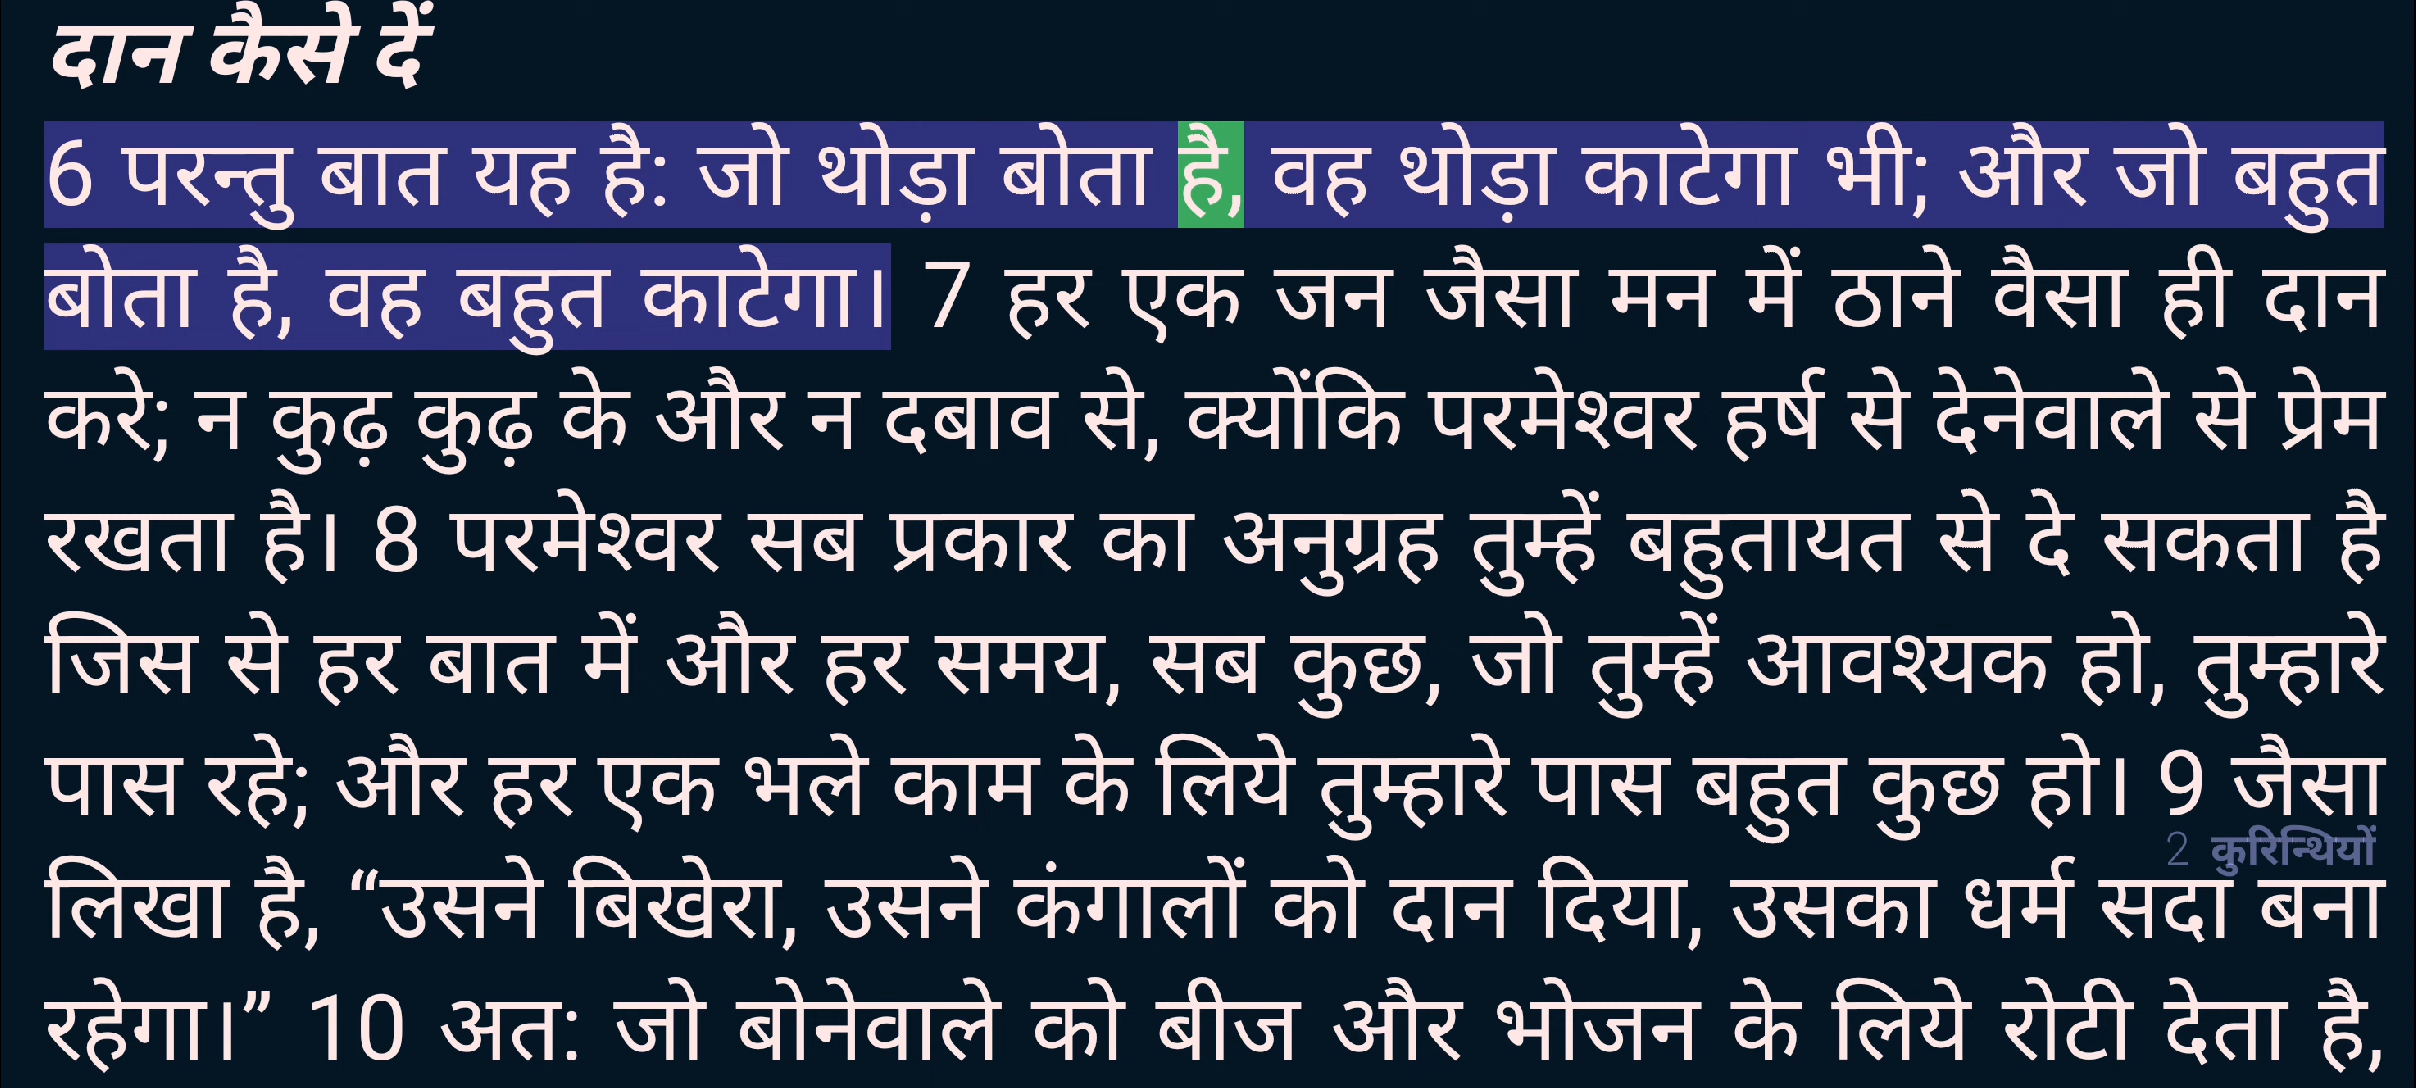 दान कैसे दें
6 परन्तु बात यह है: जो थोड़ा बोता है, वह थोड़ा काटेगा भी; और जो बहुत
बोता है, वह बहुत काटेगा। 7 हर एक जन जैसा मन में ठाने वैसा ही दान
करे; न कुढ़ कुढ़ के और न दबाव से, क्योंकि परमेश्वर हर्ष से देनेवाले से प्रेम
रखता है। 8 परमेश्वर सब प्रकार का अनुग्रह तुम्हें बहुतायत से दे सकता है
जिस से हर बात में और हर समय, सब कुछ, जो तुम्हें आवश्यक हो, तुम्हारे
पास रहे; और हर एक भले काम के लिये तुम्हारे पास बहुत कुछ हो। 9 जैसा
2 कुरिन्थियों
लिखा है, “उसने बिखेरा, उसने कंगालों को दान दिया, उसका धर्म सदा बना
रहेगा।” 10 अत: जो बोनेवाले को बीज और भोजन के लिये रोटी देता है,